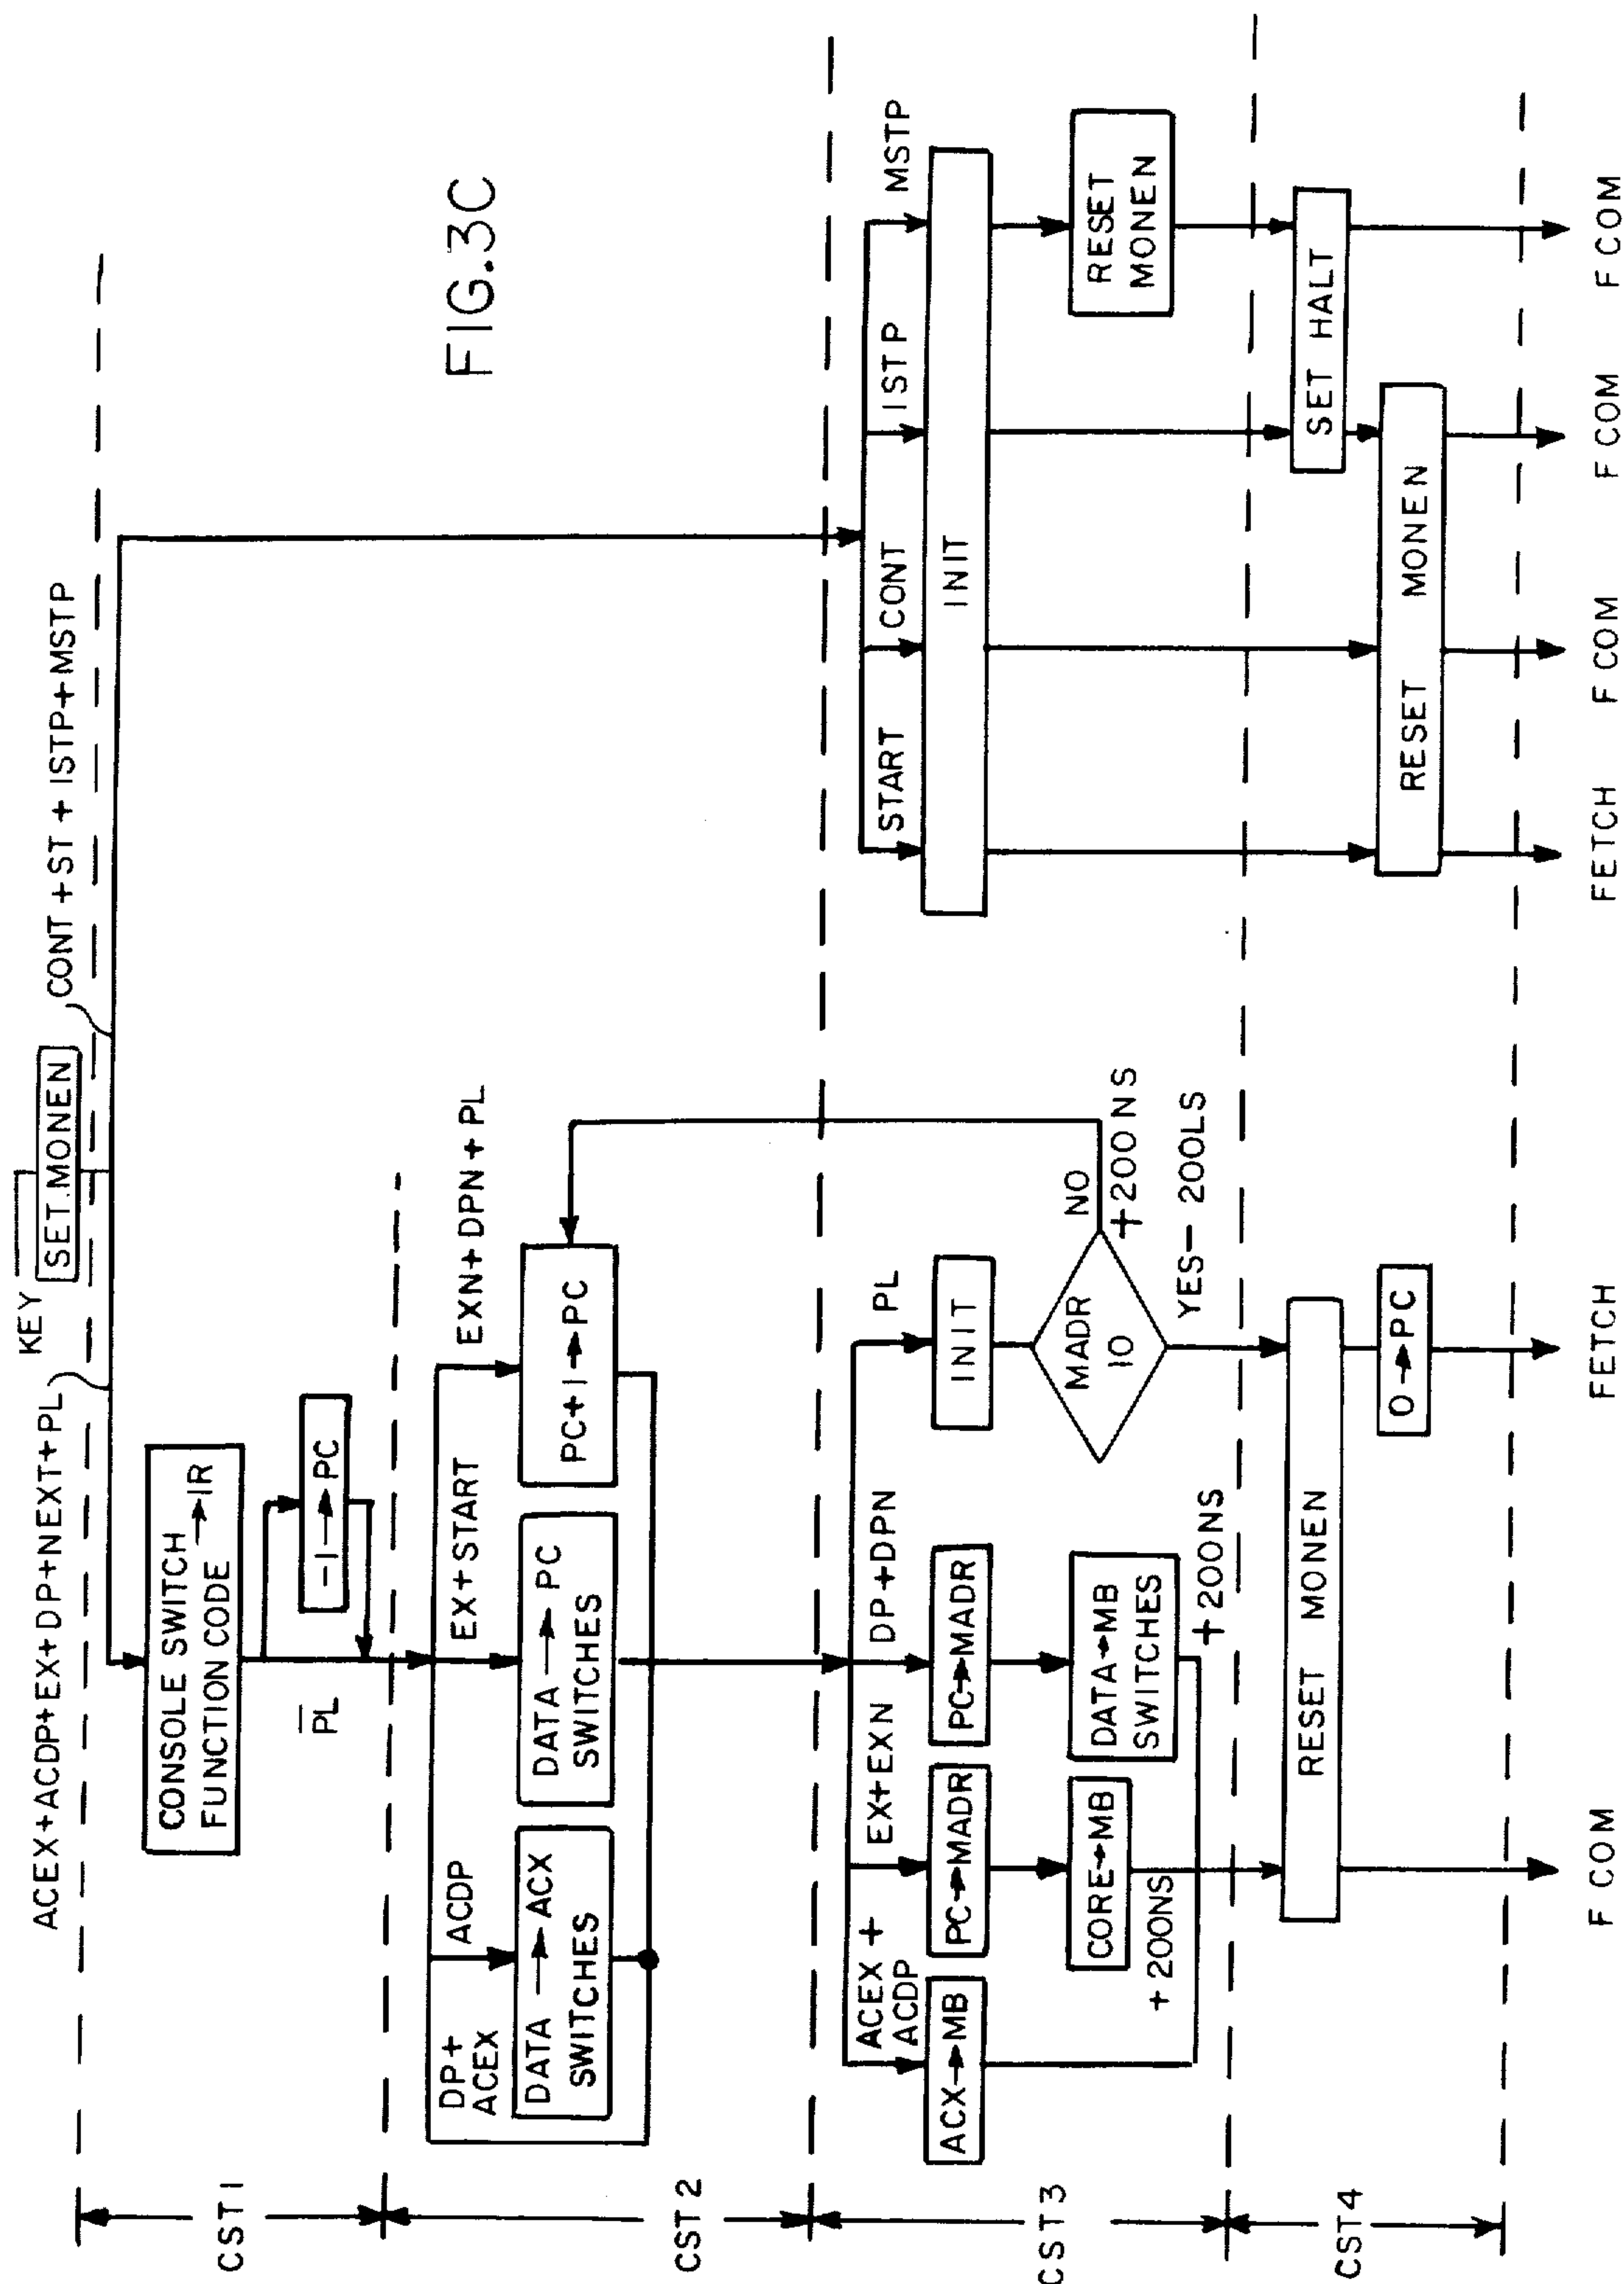 KEY
SET.MONEN
ACEX+ACDP+EX+DP+NEXT+PL
CONT+ST+ISTP+MSTP
CST1
CONSOLE SWITCH
FUNCTION CODE →IR
-1→PC
P̅L̅
FIG.3C
CST2
DP+
ACEX
ACDP
EX+START
EXN+DPN+PL
DATA→ACX
SWITCHES
DATA→PC
SWITCHES
PC+1→PC
CST3
ACEX+
ACDP
EX+EXN
DP+DPN
PL
START
CONT
ISTP
MSTP
ACX→MB
PC→MADR
PC→MADR
INIT
INIT
CORE→MB
DATA→MB
SWITCHES
MADR
10
NO
+200NS
RESET
MONEN
+200NS
+200NS
YES-200LS
CST4
RESET MONEN
SET HALT
0→PC
RESET MONEN
F COM
FETCH
FETCH
F COM
F COM
F COM